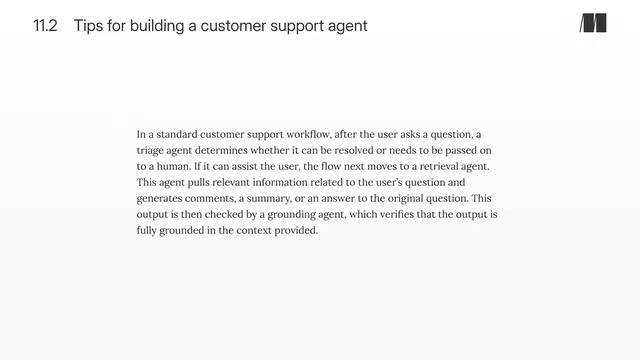 11.2 Tips for building a customer support agent
In a standard customer support workflow, after the user asks a question, a
triage agent determines whether it can be resolved or needs to be passed on
to a human. If it can assist the user, the flow next moves to a retrieval agent.
This agent pulls relevant information related to the user’s question and
generates comments, a summary, or an answer to the original question. This
output is then checked by a grounding agent, which verifies that the output is
fully grounded in the context provided.